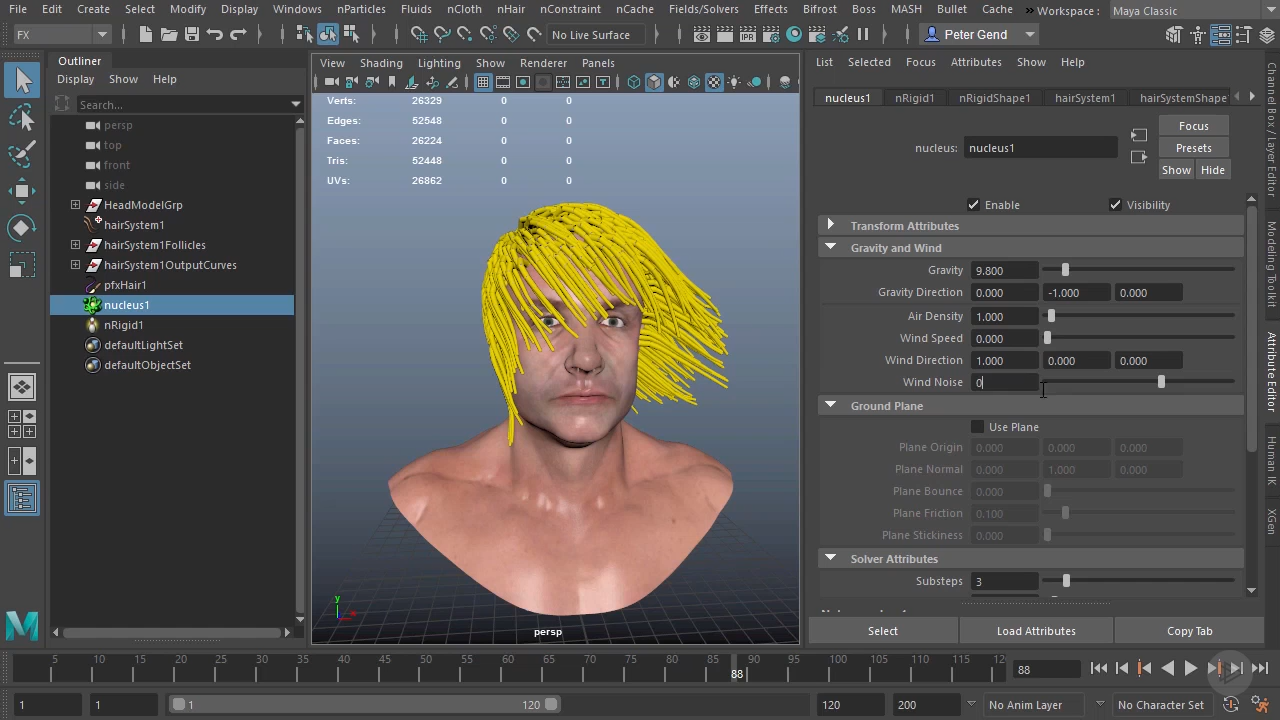 File Edit Create Select Modify Display Windows nParticles Fluids nCloth nHair nConstraint nCache Fields/Solvers Effects Bifrost Boss MASH Bullet Cache » Workspace : Maya Classic
FX No Live Surface Peter Gend
Outliner
Display Show Help
Search...
persp
top
front
side
HeadModelGrp
hairSystem1
hairSystem1Follicles
hairSystem1OutputCurves
pfxHair1
nucleus1
nRigid1
defaultLightSet
defaultObjectSet
View Shading Lighting Show Renderer Panels
Verts: 26329 0 0
Edges: 52548 0 0
Faces: 26224 0 0
Tris: 52448 0 0
UVs: 26862 0 0
y
x
persp
List Selected Focus Attributes Show Help
nucleus1 nRigid1 nRigidShape1 hairSystem1 hairSystemShape
Focus
nucleus: nucleus1 Presets
Show Hide
Enable Visibility
Transform Attributes
Gravity and Wind
Gravity 9.800
Gravity Direction 0.000 -1.000 0.000
Air Density 1.000
Wind Speed 0.000
Wind Direction 1.000 0.000 0.000
Wind Noise 0
Ground Plane
Use Plane
Plane Origin 0.000 0.000 0.000
Plane Normal 0.000 1.000 0.000
Plane Bounce 0.000
Plane Friction 0.100
Plane Stickiness 0.000
Solver Attributes
Substeps 3
Select Load Attributes Copy Tab
Channel Box / Layer Editor
Modeling Toolkit
Attribute Editor
Human IK
XGen
5 10 15 20 25 30 35 40 45 50 55 60 65 70 75 80 85 90 95 100 105 110 115 12 88
88
1 1 1 120 120 200 No Anim Layer No Character Set